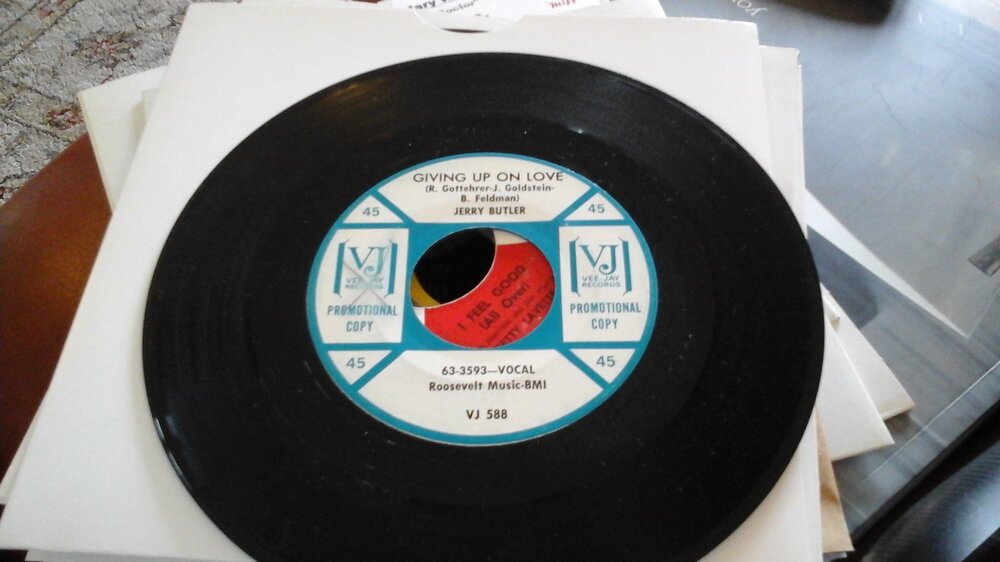 GIVING UP ON LOVE
(R. Gottehrer-J. Goldstein-
B. Feldman)
JERRY BUTLER
45
45
VJ
VEE JAY
RECORDS
PROMOTIONAL
COPY
VJ
VEE JAY
RECORDS
PROMOTIONAL
COPY
I FEEL GOOD
(All Over)
45
45
63-3593—VOCAL
Roosevelt Music-BMI
VJ 588